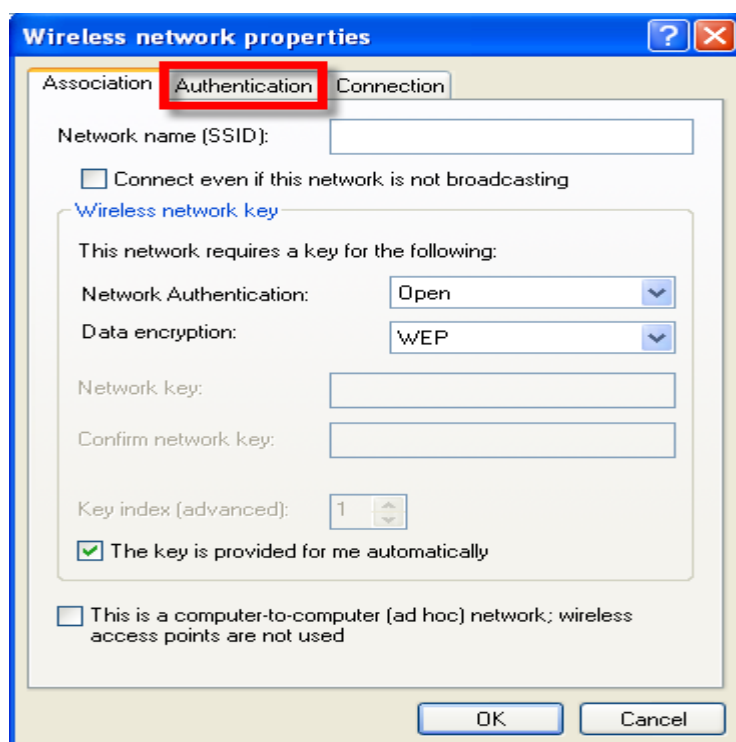 Wireless network properties
Association Authentication Connection
Network name (SSID):
Connect even if this network is not broadcasting
Wireless network key
This network requires a key for the following:
Network Authentication: Open
Data encryption: WEP
Network key:
Confirm network key:
Key index (advanced): 1
The key is provided for me automatically
This is a computer-to-computer (ad hoc) network; wireless
access points are not used
OK Cancel